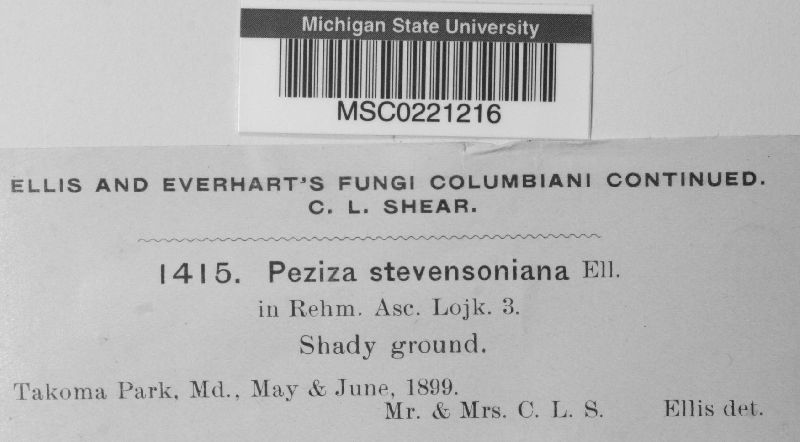 Michigan State University
MSC0221216
ELLIS AND EVERHART'S FUNGI COLUMBIANI CONTINUED.
C. L. SHEAR.
1415. Peziza stevensoniana Ell.
in Rehm. Asc. Lojk. 3.
Shady ground.
Takoma Park, Md., May & June, 1899.
Mr. & Mrs. C. L. S. Ellis det.